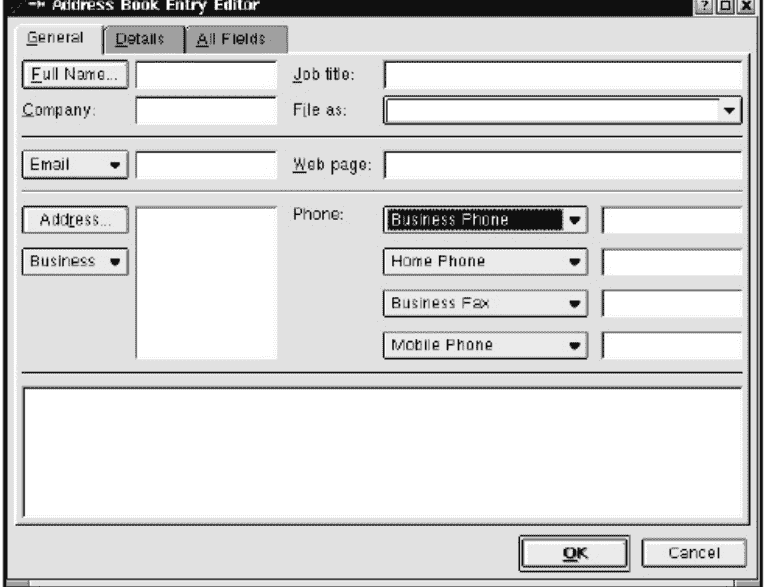 Address Book Entry Editor
General Details All Fields
Full Name... Job title:
Company: File as:
Email Web page:
Address... Phone: Business Phone
Business Home Phone
Business Fax
Mobile Phone
OK Cancel